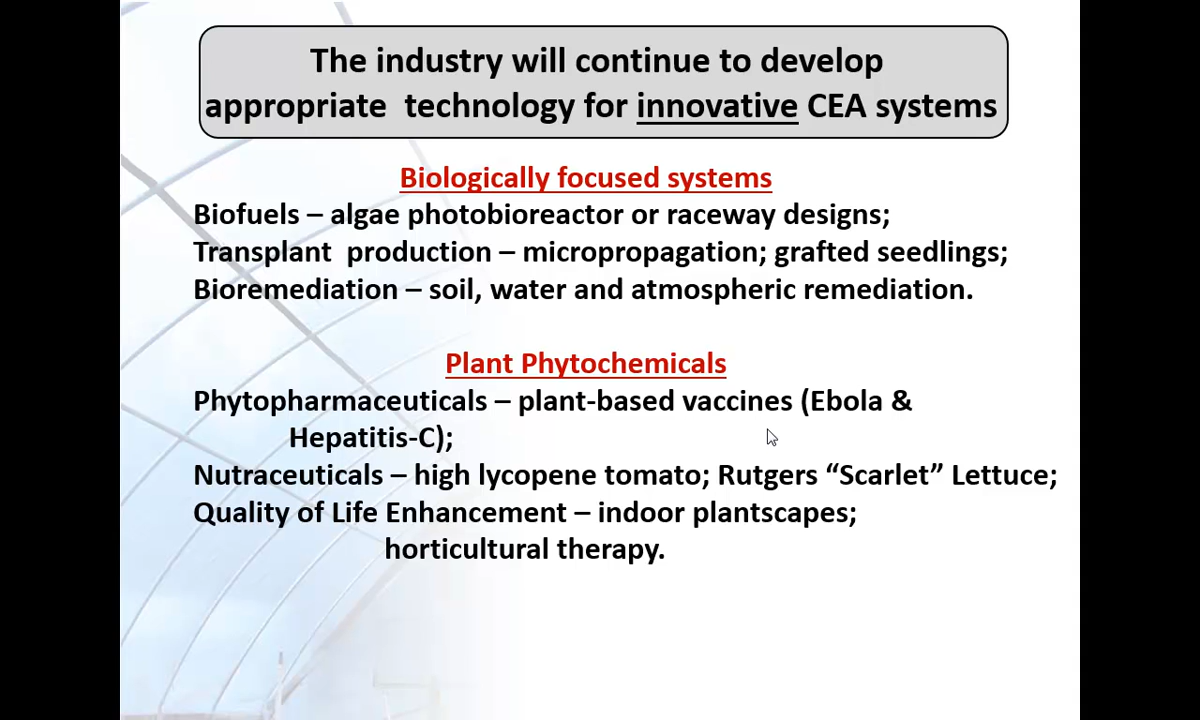 The industry will continue to develop
appropriate technology for innovative CEA systems
Biologically focused systems
Biofuels – algae photobioreactor or raceway designs;
Transplant production – micropropagation; grafted seedlings;
Bioremediation – soil, water and atmospheric remediation.
Plant Phytochemicals
Phytopharmaceuticals – plant-based vaccines (Ebola &
Hepatitis-C);
Nutraceuticals – high lycopene tomato; Rutgers “Scarlet” Lettuce;
Quality of Life Enhancement – indoor plantscapes;
horticultural therapy.